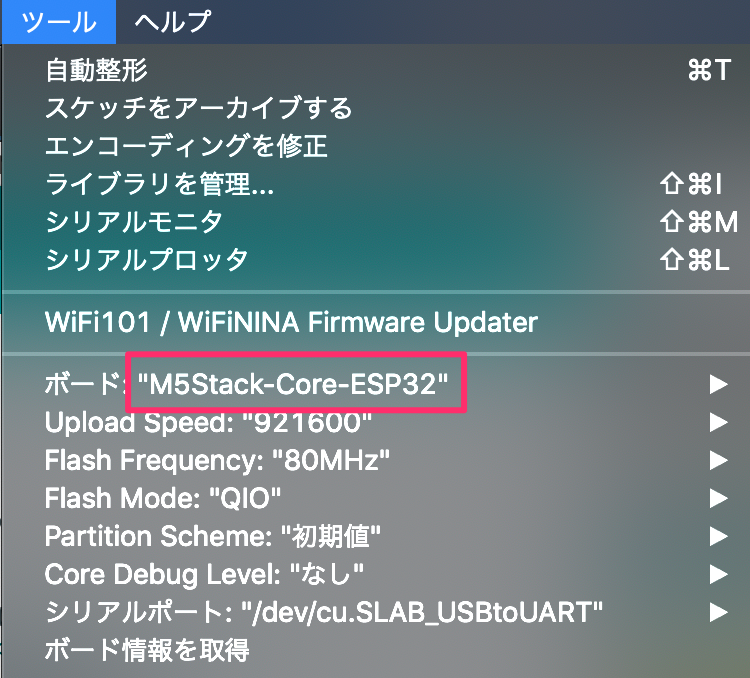 ツール ヘルプ
自動整形 ⌘T
スケッチをアーカイブする
エンコーディングを修正
ライブラリを管理... ⇧⌘I
シリアルモニタ ⇧⌘M
シリアルプロッタ ⇧⌘L
WiFi101 / WiFiNINA Firmware Updater
ボード: "M5Stack-Core-ESP32" ▶
Upload Speed: "921600" ▶
Flash Frequency: "80MHz" ▶
Flash Mode: "QIO" ▶
Partition Scheme: "初期値" ▶
Core Debug Level: "なし" ▶
シリアルポート: "/dev/cu.SLAB_USBtoUART" ▶
ボード情報を取得